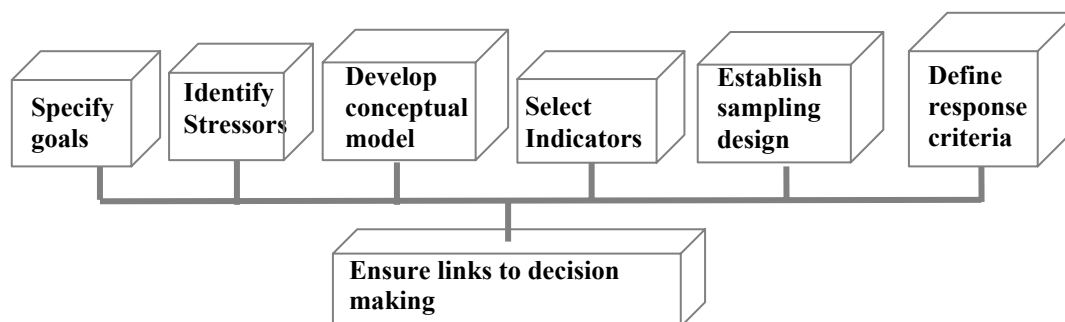 Specify
goals
Identify
Stressors
Develop
conceptual
model
Select
Indicators
Establish
sampling
design
Define
response
criteria
Ensure links to decision
making